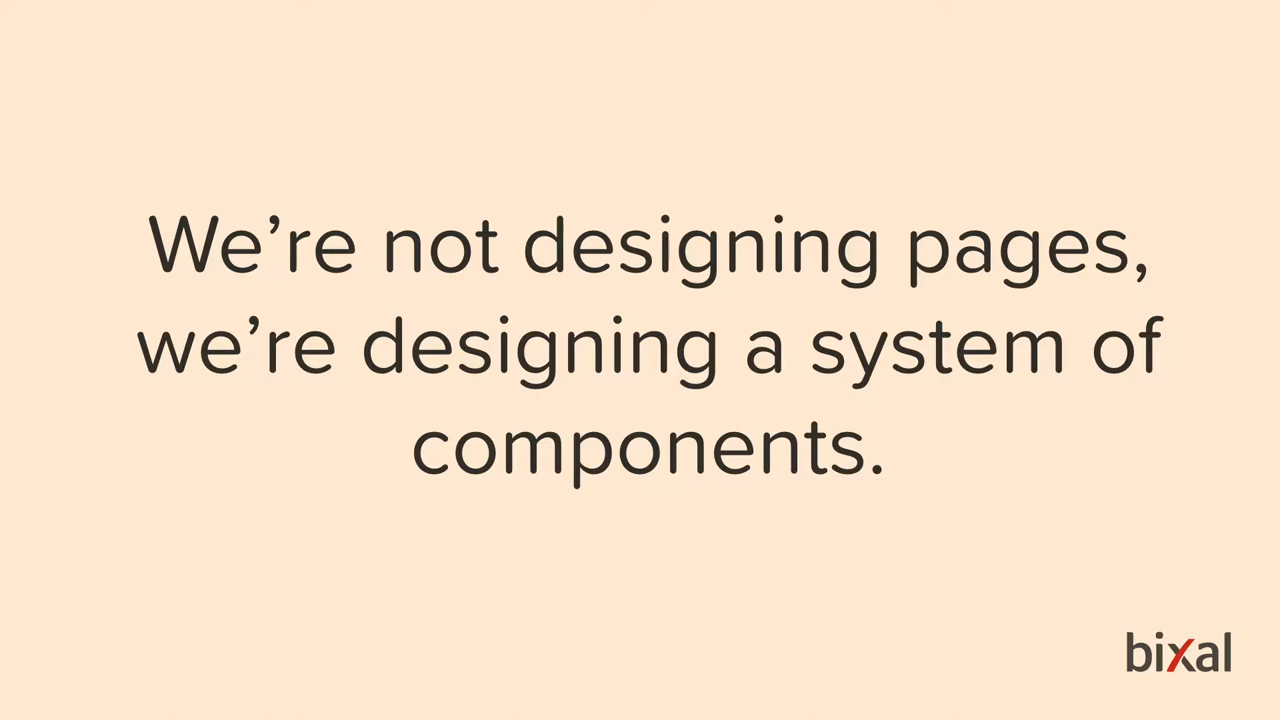 We’re not designing pages,
we’re designing a system of
components.
bixal